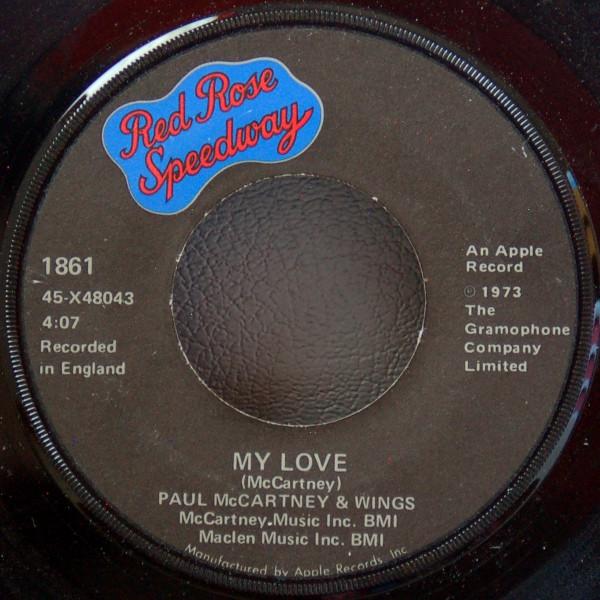 Red Rose
Speedway
1861
45-X48043
4:07
Recorded
in England
An Apple
Record
℗ 1973
The
Gramophone
Company
Limited
MY LOVE
(McCartney)
PAUL McCARTNEY & WINGS
McCartney Music Inc. BMI
Maclen Music Inc. BMI
Manufactured by Apple Records, Inc